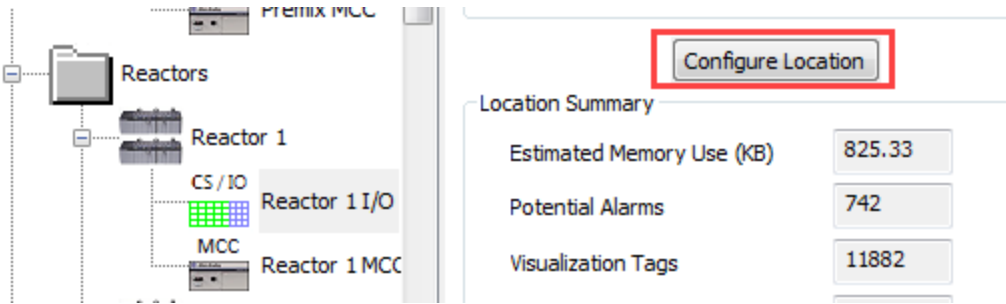 Premix MCC
Reactors
Reactor 1
CS / IO
Reactor 1 I/O
MCC
Reactor 1 MCC
Configure Location
Location Summary
Estimated Memory Use (KB) 825.33
Potential Alarms 742
Visualization Tags 11882